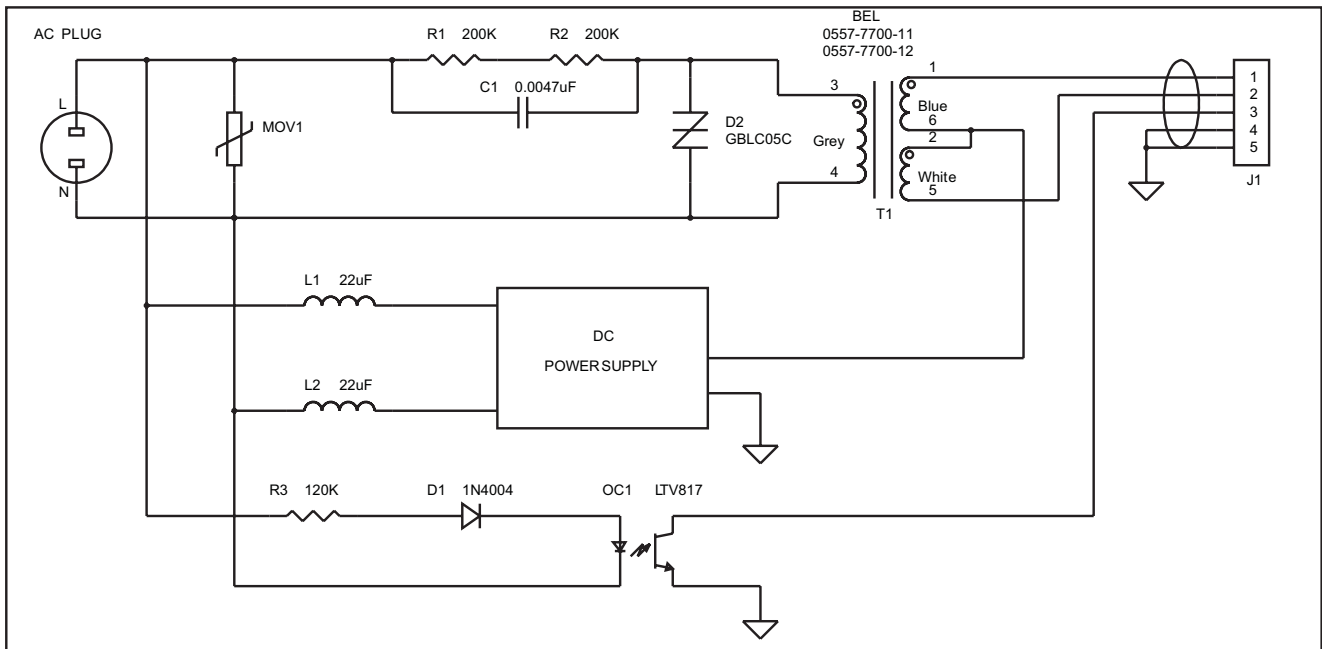 AC PLUG
L
N
MOV1
R1 200K
R2 200K
C1 0.0047uF
D2
GBLC05C
BEL
0557-7700-11
0557-7700-12
3
Grey
4
1
Blue
6
2
White
5
T1
1
2
3
4
5
J1
L1 22uF
L2 22uF
DC
POWER SUPPLY
R3 120K
D1 1N4004
OC1 LTV817